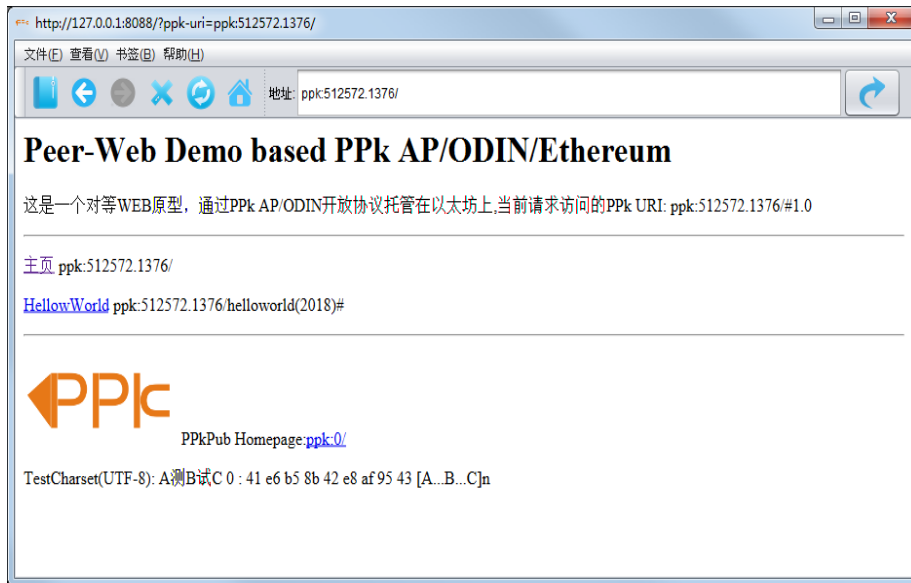 http://127.0.0.1:8088/?ppk-uri=ppk:512572.1376/
文件(F) 查看(V) 书签(B) 帮助(H)
地址: ppk:512572.1376/
Peer-Web Demo based PPk AP/ODIN/Ethereum
这是一个对等WEB原型，通过PPk AP/ODIN开放协议托管在以太坊上,当前请求访问的PPk URI: ppk:512572.1376/#1.0
主页 ppk:512572.1376/
HellowWorld ppk:512572.1376/helloworld(2018)#
PPk
PPkPub Homepage:ppk:0/
TestCharset(UTF-8): A测B试C 0 : 41 e6 b5 8b 42 e8 af 95 43 [A...B...C]n